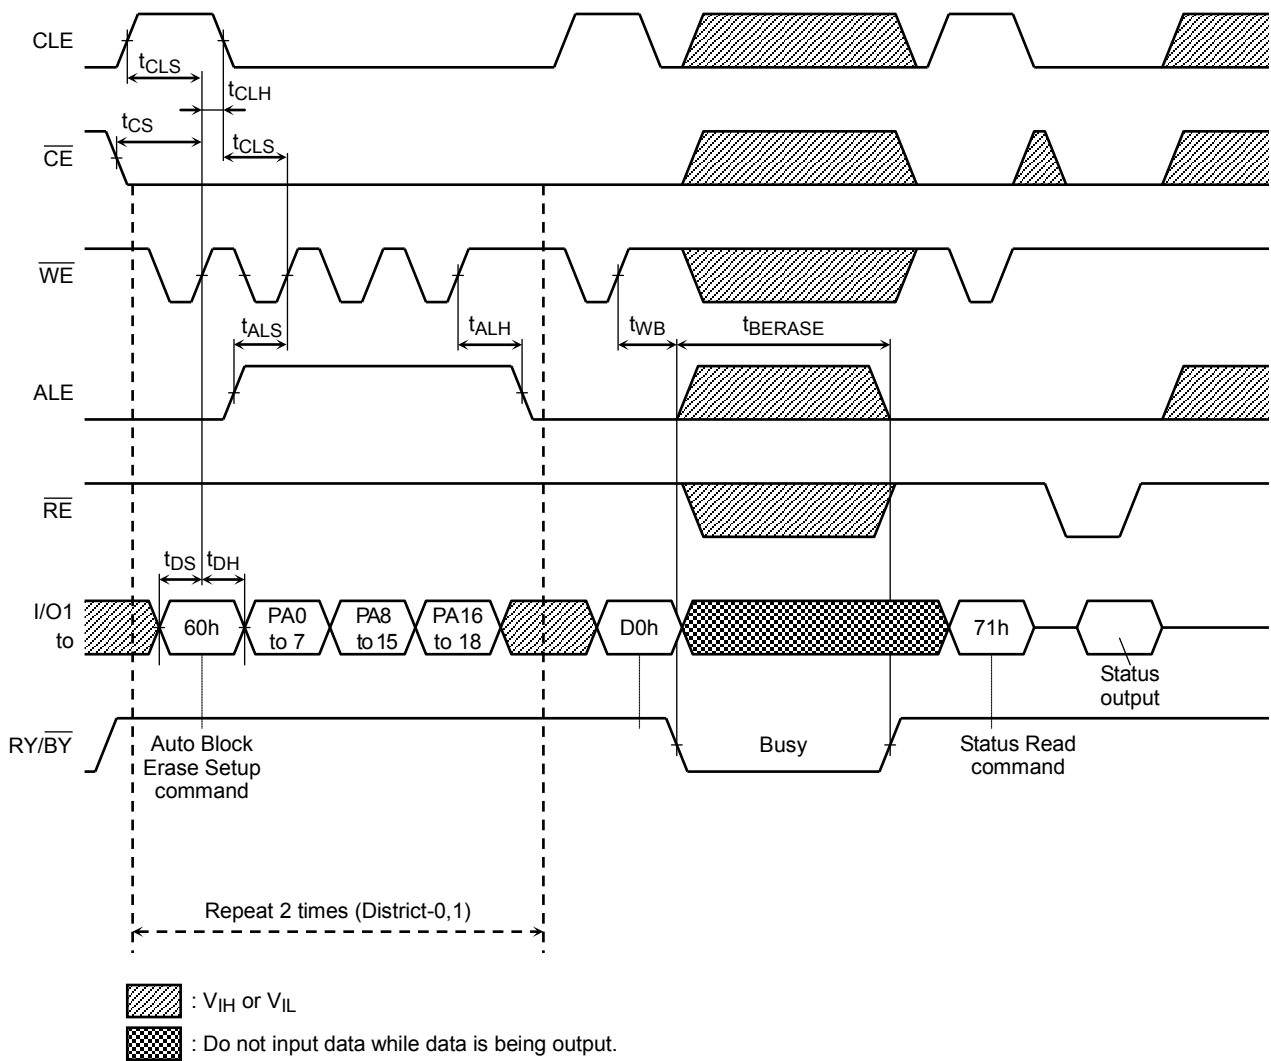 CLE
tCLS
tCLH
tCS
tCLS
CE
WE
tALS
tALH
tWB
tBERASE
ALE
RE
tDS
tDH
I/O1
to
60h
PA0
to 7
PA8
to 15
PA16
to 18
D0h
71h
Status
output
RY/BY
Auto Block
Erase Setup
command
Busy
Status Read
command
Repeat 2 times (District-0,1)
: VIH or VIL
: Do not input data while data is being output.